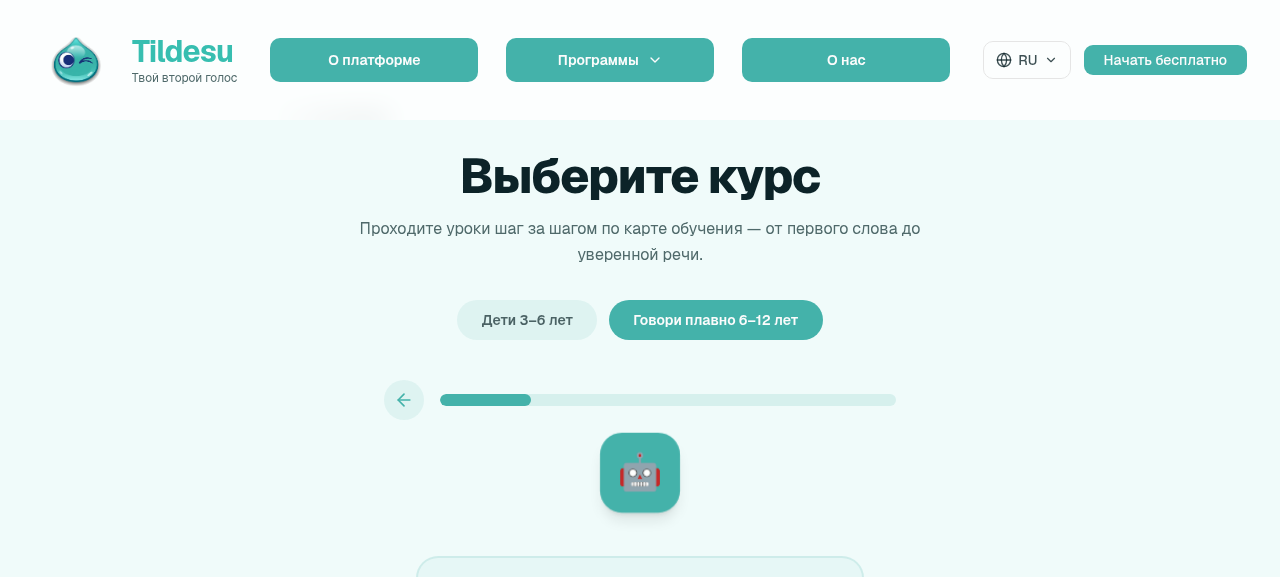 Tildesu
Твой второй голос
О платформе
Программы
О нас
RU
Начать бесплатно
Выберите курс
Проходите уроки шаг за шагом по карте обучения — от первого слова до
уверенной речи.
Дети 3–6 лет
Говори плавно 6–12 лет